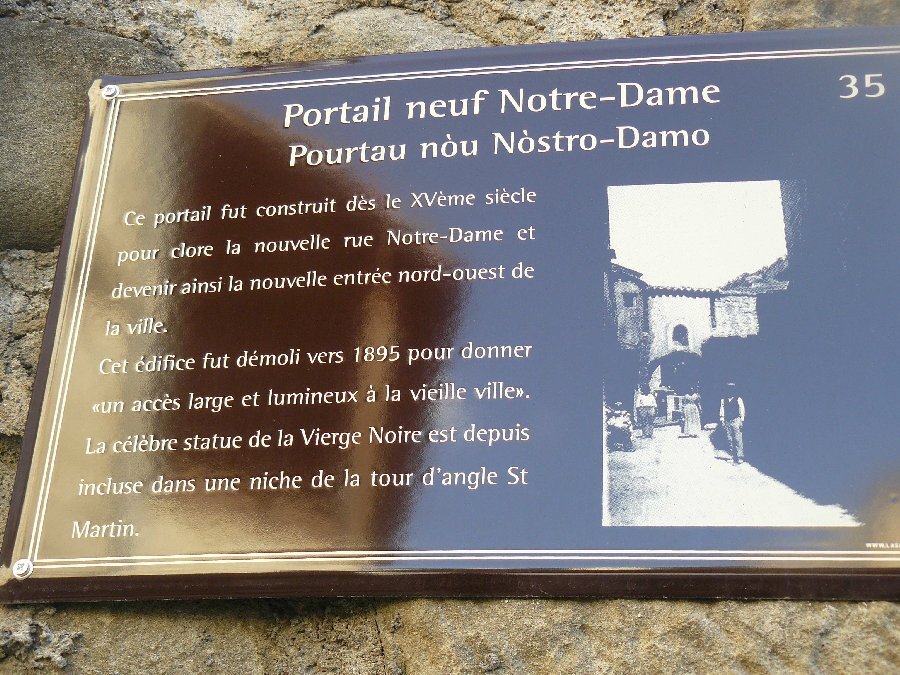 Portail neuf Notre-Dame
35
Pourtau nòu Nòstro-Damo
Ce portail fut construit dès le XVème siècle
pour clore la nouvelle rue Notre-Dame et
devenir ainsi la nouvelle entrée nord-ouest de
la ville.
Cet édifice fut démoli vers 1895 pour donner
«un accès large et lumineux à la vieille ville».
La célèbre statue de la Vierge Noire est depuis
incluse dans une niche de la tour d'angle St
Martin.